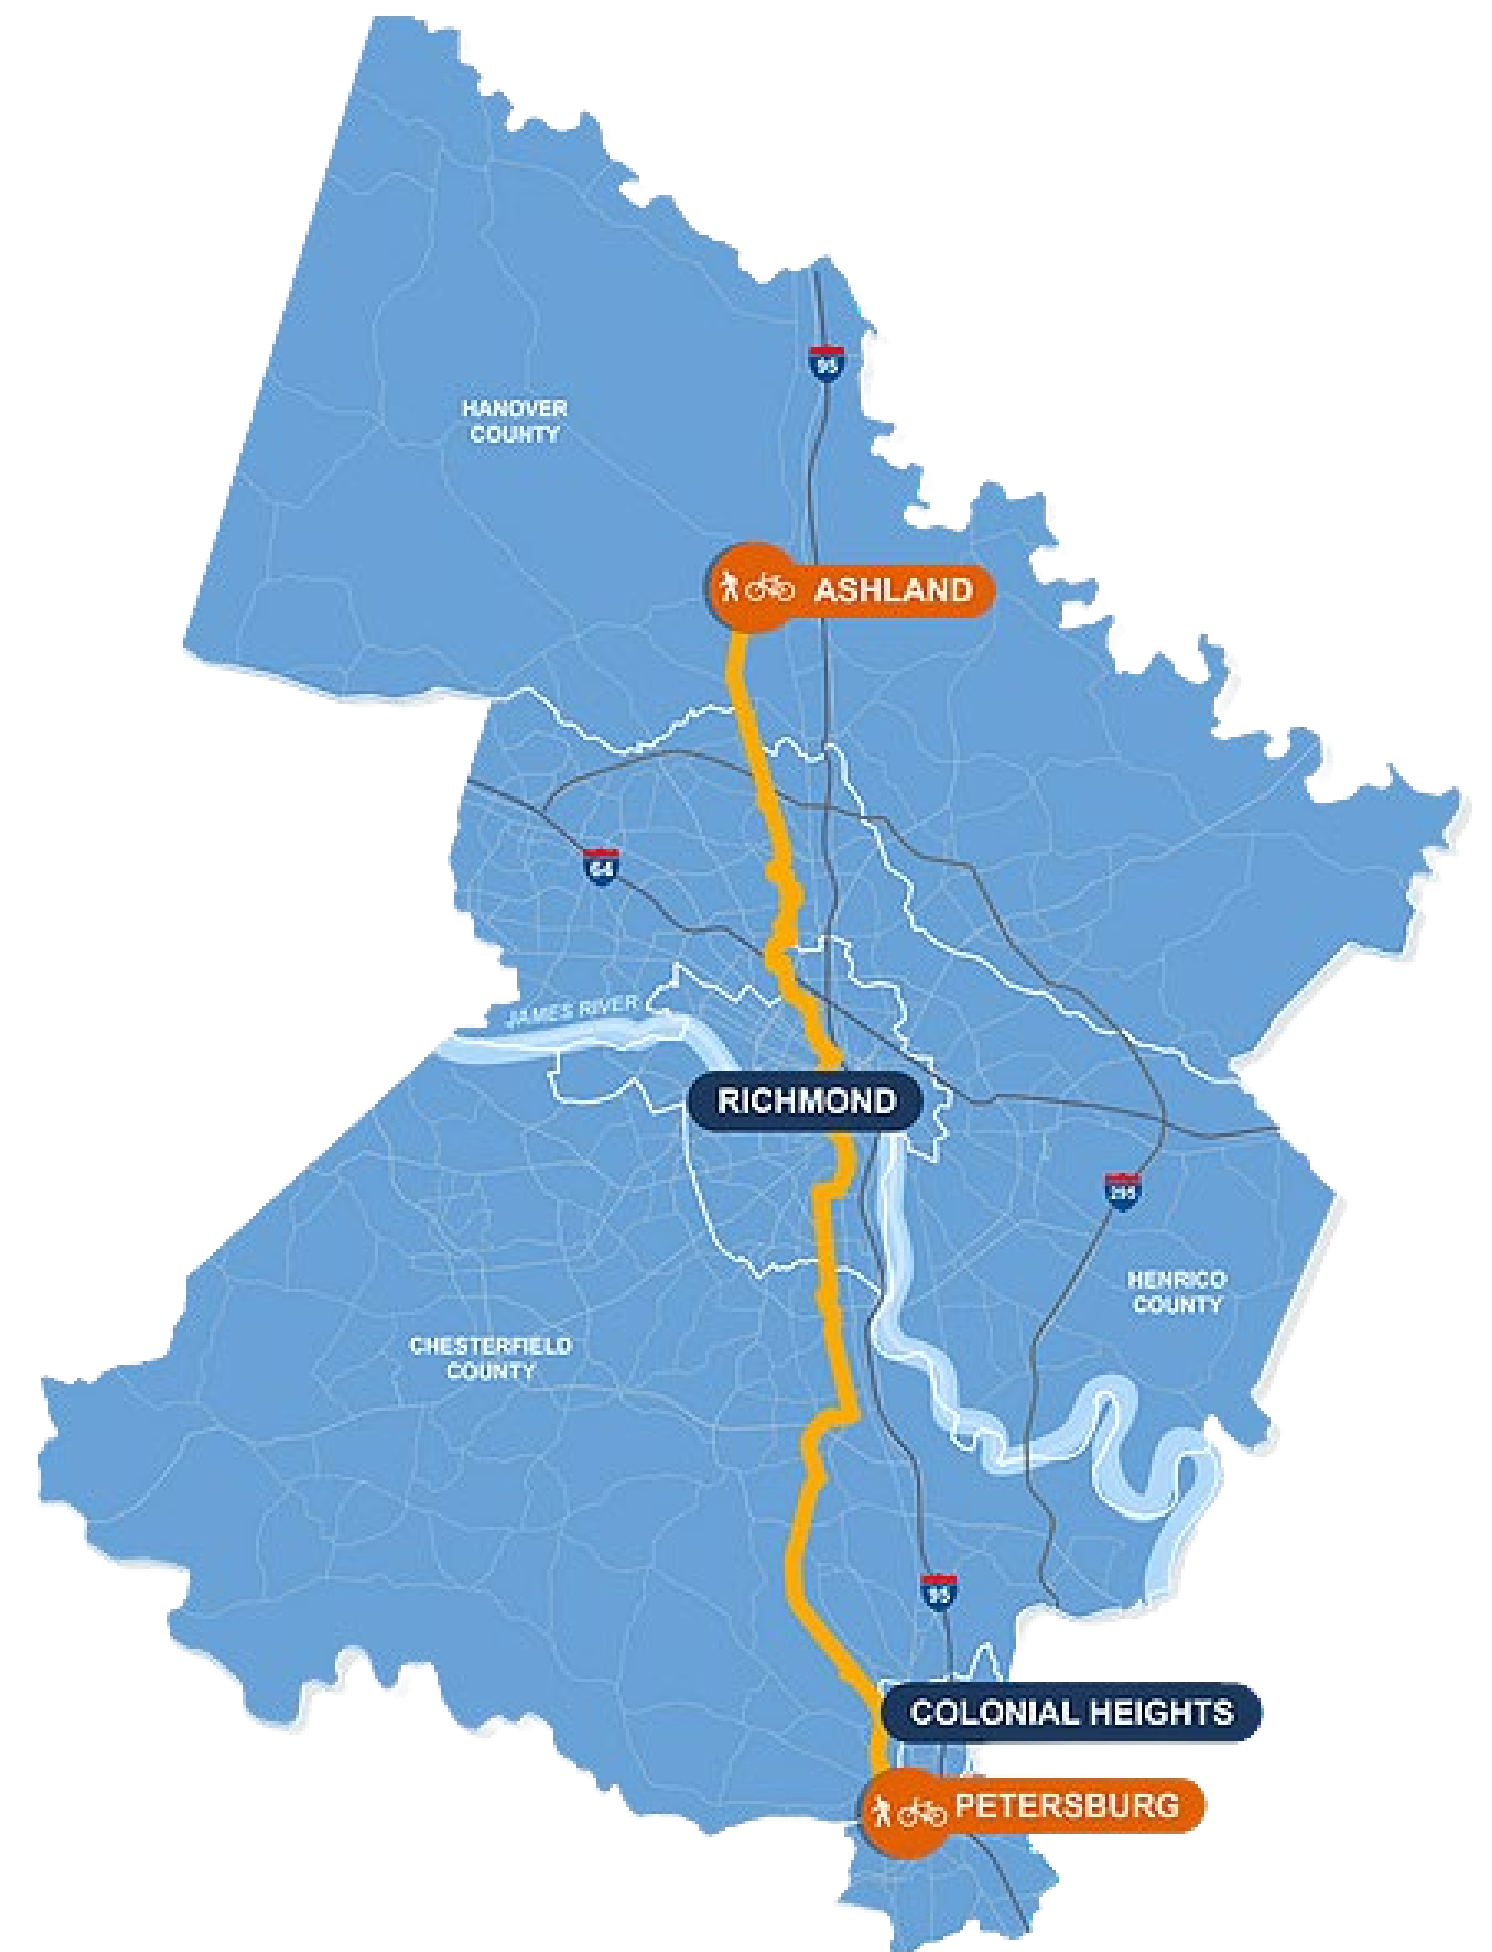 95
HANOVER
COUNTY
ASHLAND
64
JAMES RIVER
RICHMOND
295
HENRICO
COUNTY
CHESTERFIELD
COUNTY
95
COLONIAL HEIGHTS
PETERSBURG